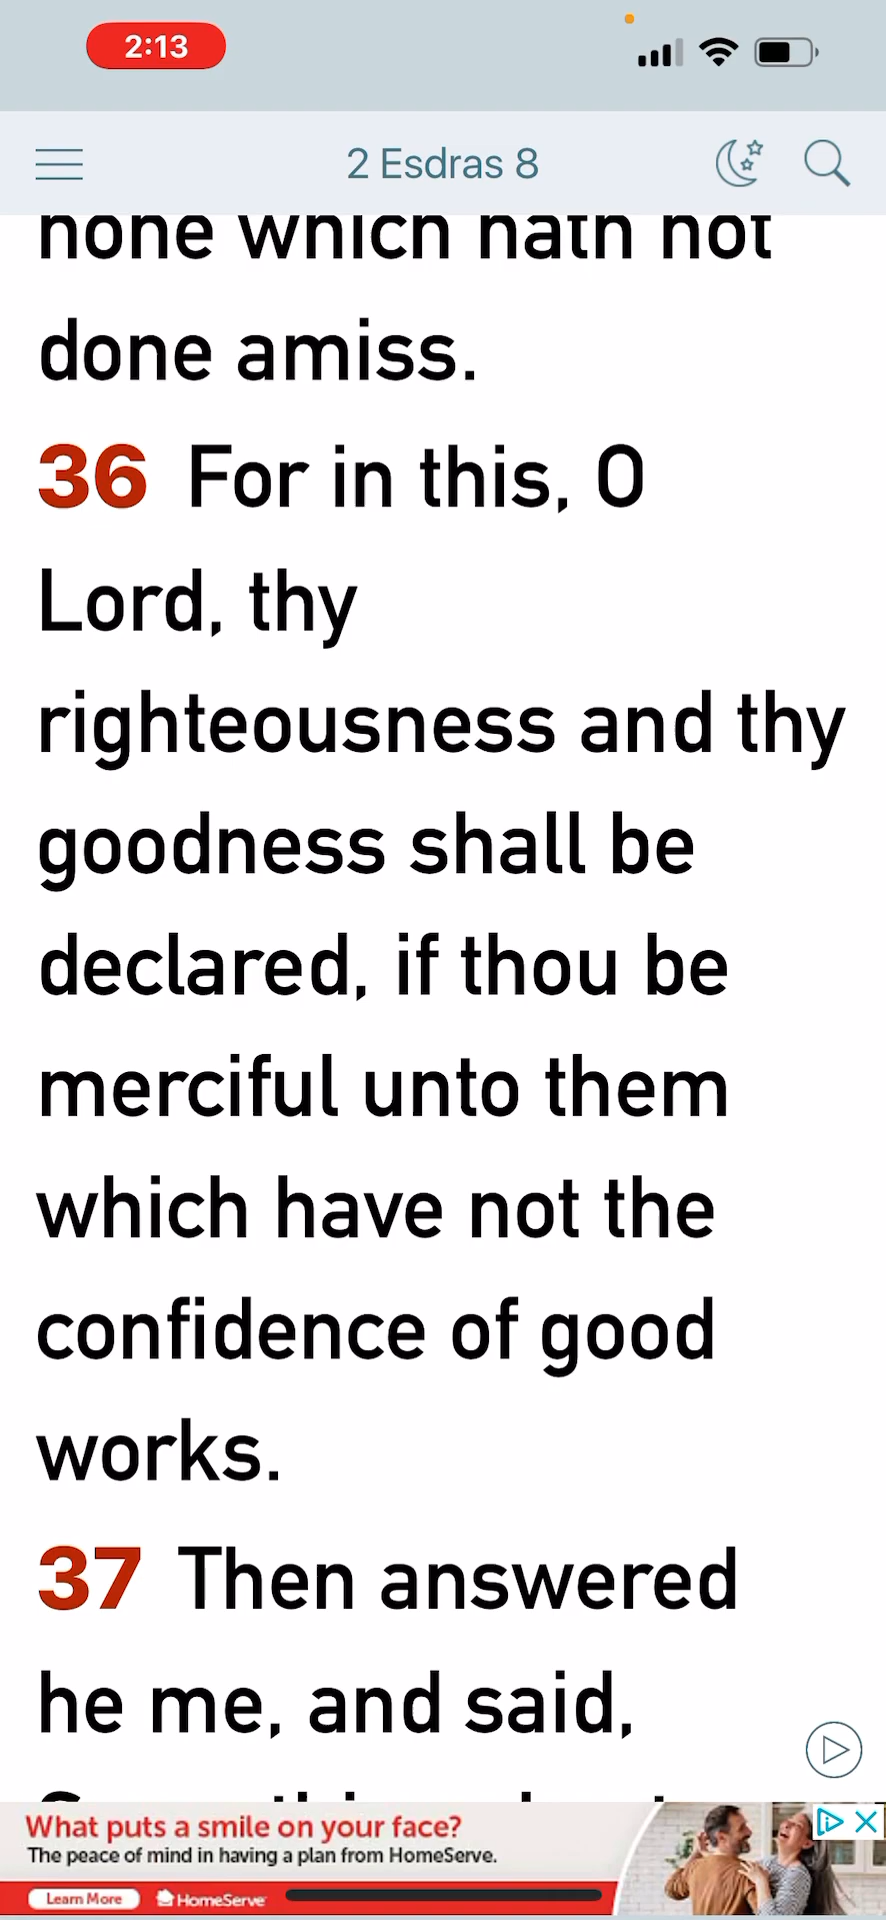 2:13
2 Esdras 8
none which hath not
done amiss.
36 For in this, O
Lord, thy
righteousness and thy
goodness shall be
declared, if thou be
merciful unto them
which have not the
confidence of good
works.
37 Then answered
he me, and said,
What puts a smile on your face?
The peace of mind in having a plan from HomeServe.
Learn More HomeServe